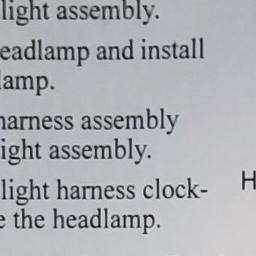 light assembly.
eadlamp and install
lamp.
harness assembly
ight assembly.
light harness clock-
e the headlamp.
H